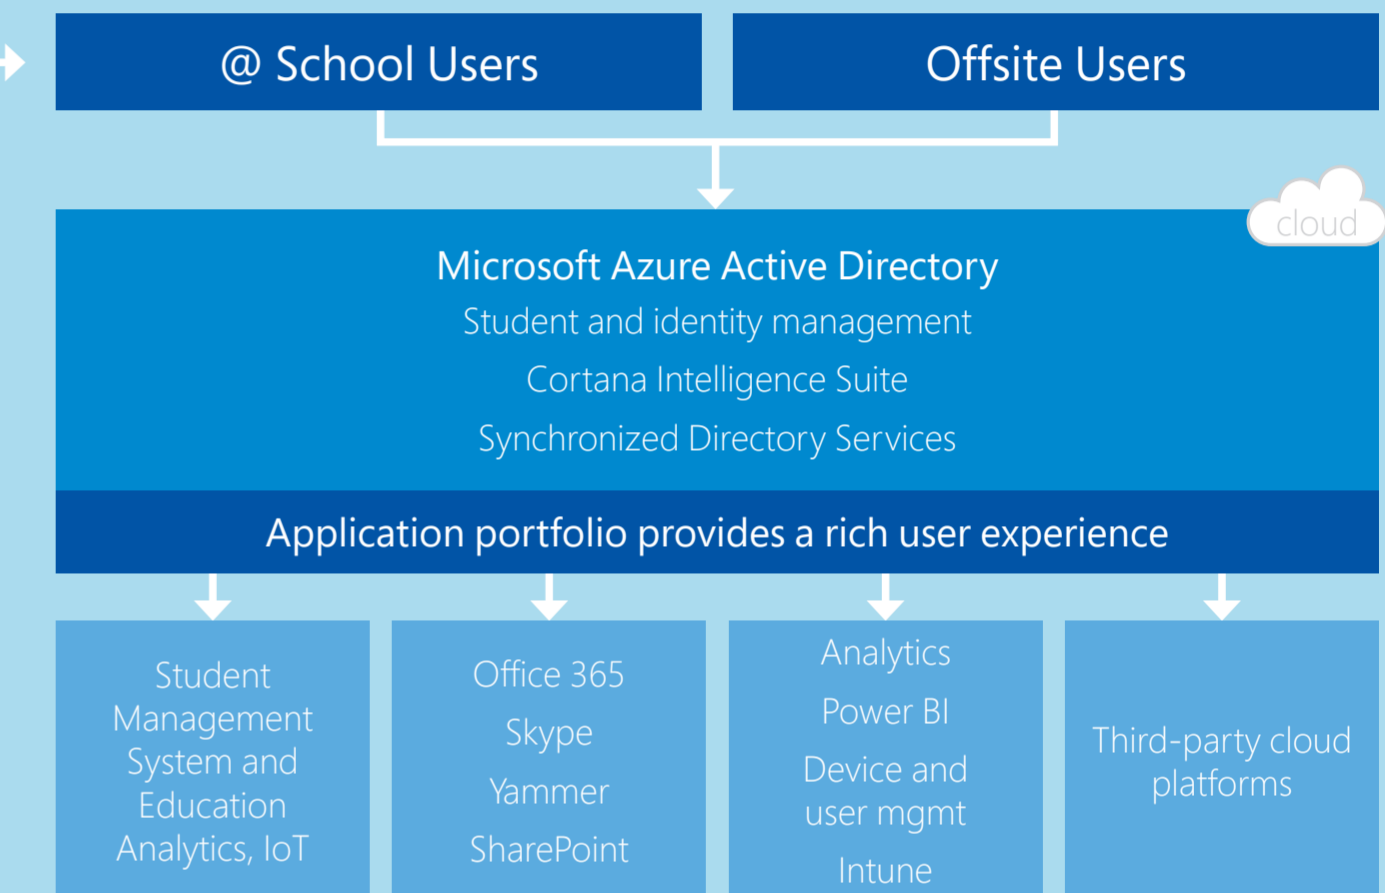 @ School Users
Offsite Users
cloud
Microsoft Azure Active Directory
Student and identity management
Cortana Intelligence Suite
Synchronized Directory Services
Application portfolio provides a rich user experience
Student
Management
System and
Education
Analytics, IoT
Office 365
Skype
Yammer
SharePoint
Analytics
Power BI
Device and
user mgmt
Intune
Third-party cloud
platforms